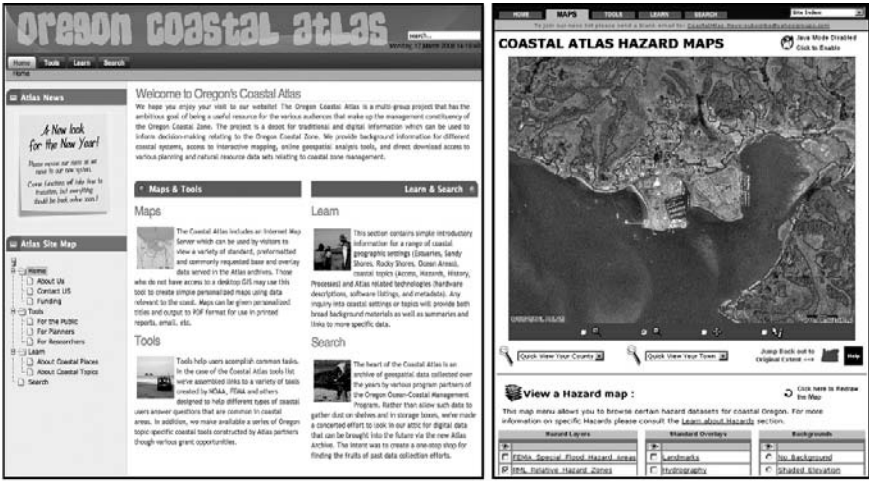 OREGON COASTAL ATLAS
search...
Home Tools Learn Search
Home
Atlas News
A New look
for the New Year!
Atlas Site Map
Home
About Us
Contact US
Funding
Tools
For the Public
For Planners
For Researchers
Learn
About Coastal Places
About Coastal Topics
Search
Welcome to Oregon's Coastal Atlas
We hope you enjoy your visit to our website! The Oregon Coastal Atlas is a multi-group project that has the
ambitious goal of being a useful resource for the various audiences that make up the management constituency of
the Oregon Coastal Zone. The project is a depot for traditional and digital information which can be used to
inform decision-making relating to the Oregon Coastal Zone. We provide background information for different
coastal systems, access to interactive mapping, online geospatial analysis tools, and direct download access to
various planning and natural resource data sets relating to coastal zone management.
Maps & Tools
Maps
The Coastal Atlas includes an Internet Map
Server which can be used by visitors to
view a variety of standard, preformatted
and commonly requested base and overlay
data served in the Atlas archives. Those
who do not have access to a desktop GIS may use this
tool to create simple personalized maps using data
relevant to the coast. Maps can be given personalized
titles and output to PDF format for use in printed
reports, email, etc.
Tools
Tools help users accomplish common tasks.
In the case of the Coastal Atlas tools list
we've assembled links to a variety of tools
created by NOAA, FEMA and others
designed to help different types of coastal
users answer questions that are common in coastal
areas. In addition, we make available a series of Oregon
topic-specific coastal tools constructed by Atlas partners
though various grant opportunities.
Learn & Search
Learn
This section contains simple introductory
information for a range of coastal
geographic settings (Estuaries, Sandy
Shores, Rocky Shores, Ocean Areas),
coastal topics (Access, Hazards, History,
Processes) and Atlas related technologies (hardware
descriptions, software listings, and metadata). Any
inquiry into coastal settings or topics will provide both
broad background materials as well as summaries and
links to more specific data.
Search
The heart of the Coastal Atlas is an
archive of geospatial data collected over
the years by various program partners of
the Oregon Ocean-Coastal Management
Program. Rather than allow such data to
gather dust on shelves and in storage boxes, we've made
a concerted effort to look in our attic for digital data
that can be brought into the future via the new Atlas
Archive. The intent was to create a one-stop shop for
finding the fruits of past data collection efforts.
HOME MAPS TOOLS LEARN SEARCH Site Index
To join our news list please send a blank email to:
COASTAL ATLAS HAZARD MAPS
Java Mode Disabled
Click to Enable
Quick View Your County
Quick View Your Town
Jump Back out to
Original Extent
Help
View a Hazard map :
Click here to Redraw
the Map
This map menu allows you to browse certain hazard datasets for coastal Oregon. For more
information on specific Hazards please consult the Learn about Hazards section.
Hazard Layers Standard Overlays Backgrounds
FEMA Special Flood Hazard Areas Landmarks No Background
Relative Hazard Zones Hydrography Shaded Elevation